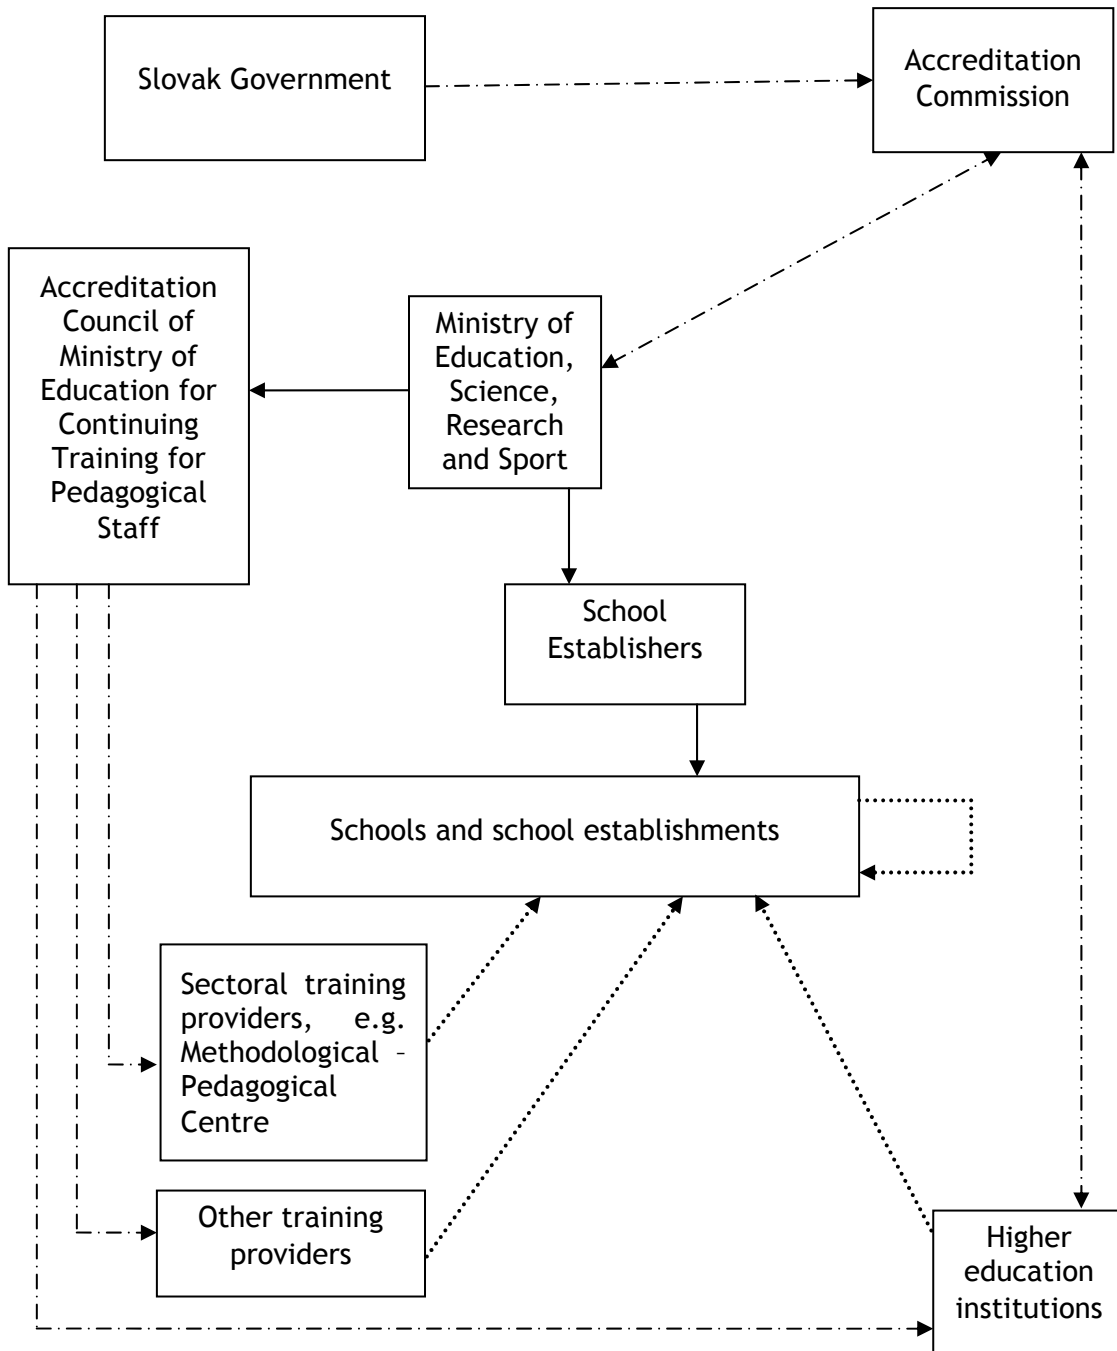 Slovak Government
Accreditation
Commission
Accreditation
Council of
Ministry of
Education for
Continuing
Training for
Pedagogical
Staff
Ministry of
Education,
Science,
Research
and Sport
School
Establishers
Schools and school establishments
Sectoral training
providers, e.g.
Methodological –
Pedagogical
Centre
Other training
providers
Higher
education
institutions